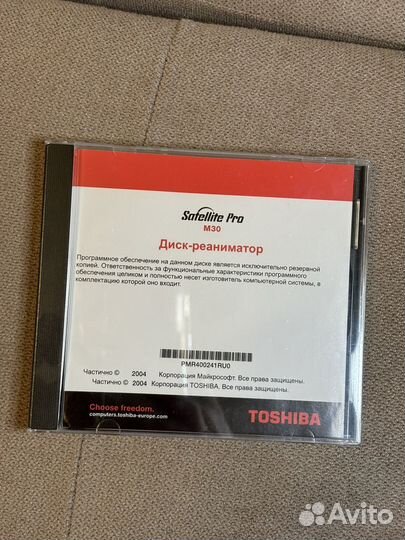 Satellite Pro
M30
Диск-реаниматор
Программное обеспечение на данном диске является исключительно резервной
копией. Ответственность за функциональные характеристики программного
обеспечения целиком и полностью несет изготовитель компьютерной системы, в
комплектацию которой оно входит.
PMR400241RU0
Частично © 2004 Корпорация Майкрософт. Все права защищены.
Частично © 2004 Корпорация TOSHIBA. Все права защищены.
Choose freedom.
computers.toshiba-europe.com
TOSHIBA
Avito